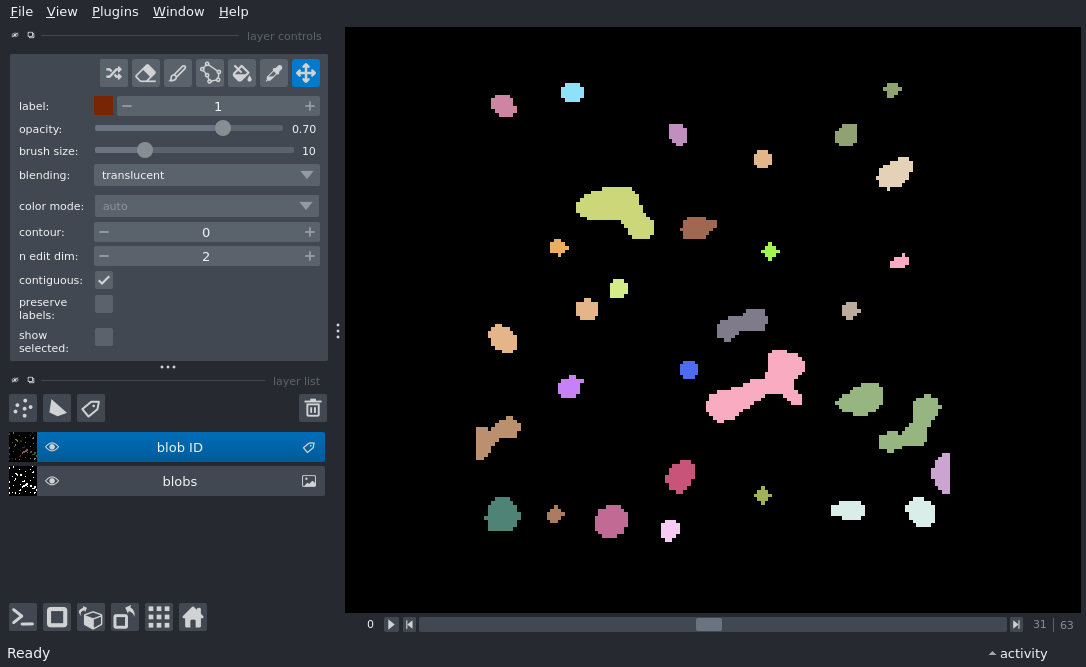 File View Plugins Window Help
layer controls
label: 1
opacity: 0.70
brush size: 10
blending: translucent
color mode: auto
contour: 0
n edit dim: 2
contiguous:
preserve
labels:
show
selected:
layer list
blob ID
blobs
0 31 63
Ready activity